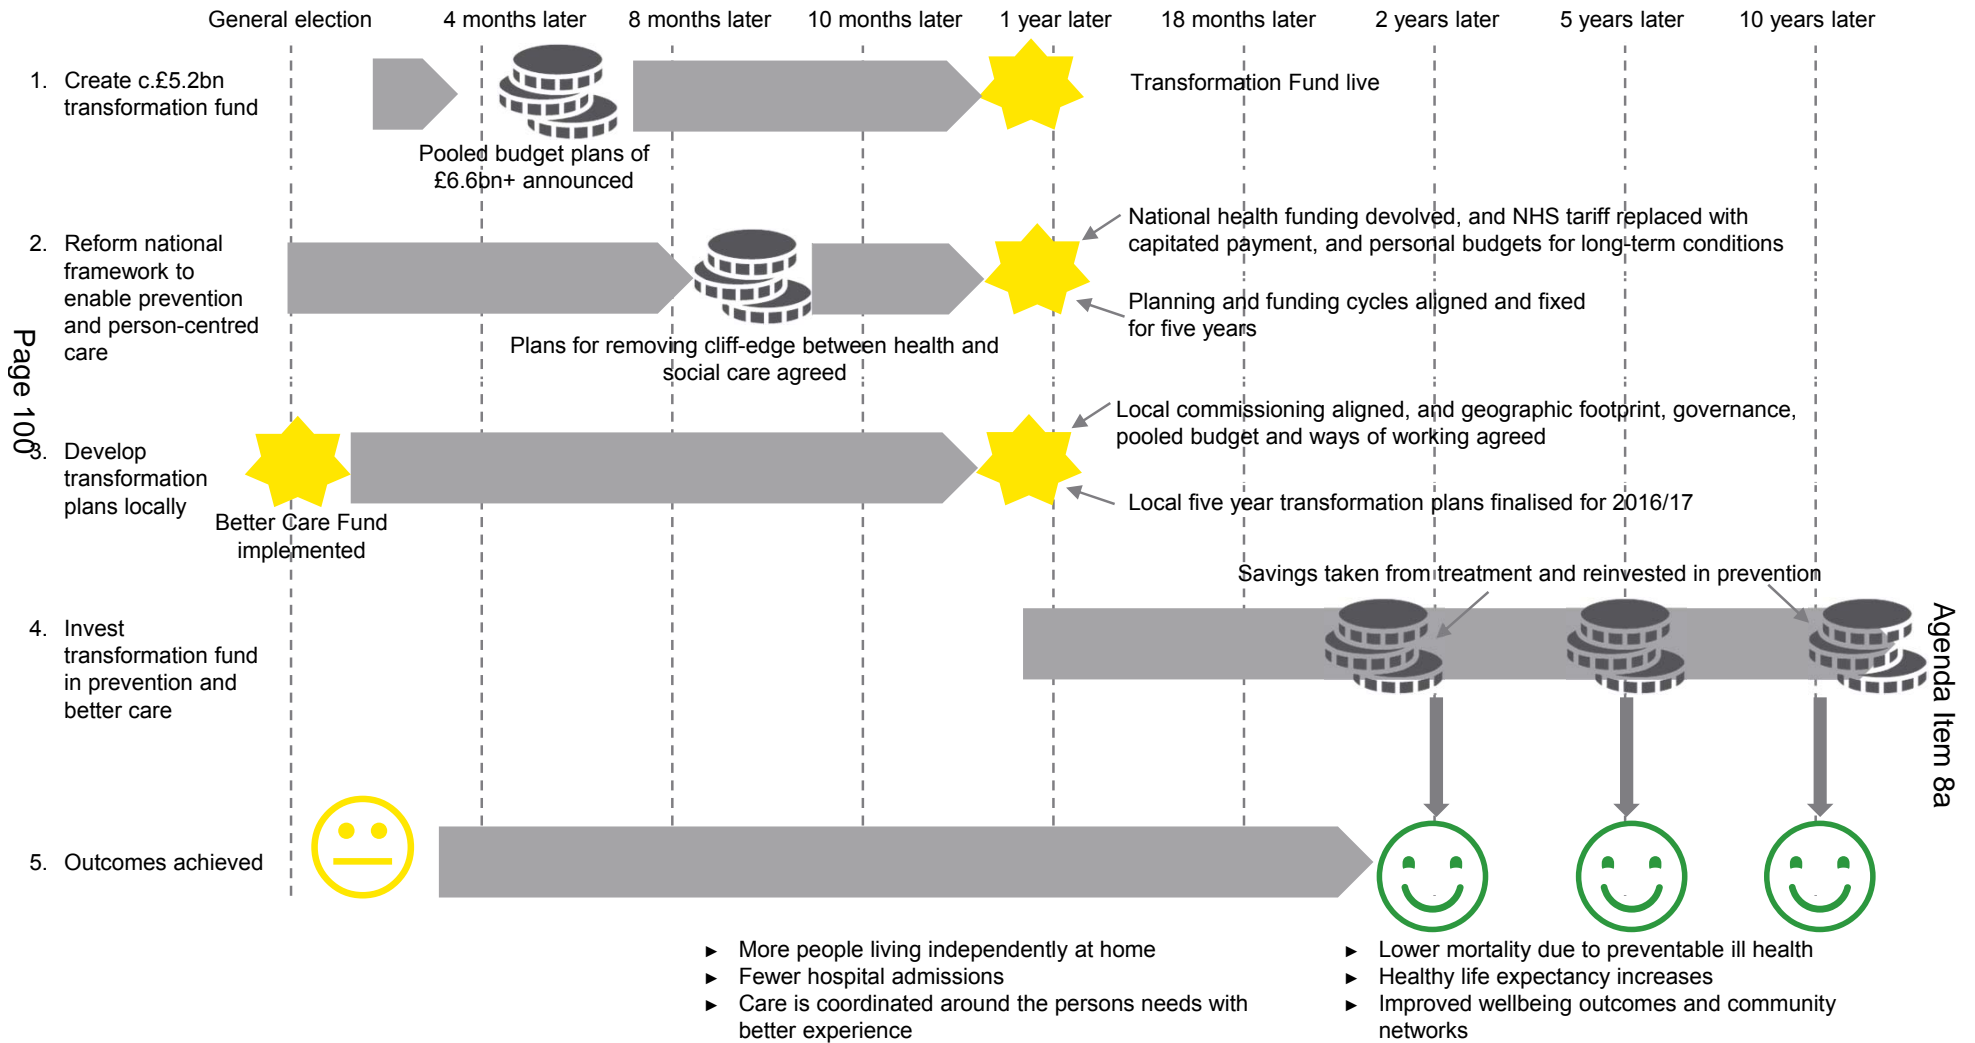 General election
4 months later
8 months later
10 months later
1 year later
18 months later
2 years later
5 years later
10 years later
1. Create c.£5.2bn
transformation fund
Pooled budget plans of
£6.6bn+ announced
Transformation Fund live
2. Reform national
framework to
enable prevention
and person-centred
care
Plans for removing cliff-edge between health and
social care agreed
National health funding devolved, and NHS tariff replaced with
capitated payment, and personal budgets for long-term conditions
Planning and funding cycles aligned and fixed
for five years
Page 100
3. Develop
transformation
plans locally
Better Care Fund
implemented
Local commissioning aligned, and geographic footprint, governance,
pooled budget and ways of working agreed
Local five year transformation plans finalised for 2016/17
Savings taken from treatment and reinvested in prevention
4. Invest
transformation fund
in prevention and
better care
Agenda Item 8a
5. Outcomes achieved
► More people living independently at home
► Fewer hospital admissions
► Care is coordinated around the persons needs with
better experience
► Lower mortality due to preventable ill health
► Healthy life expectancy increases
► Improved wellbeing outcomes and community
networks